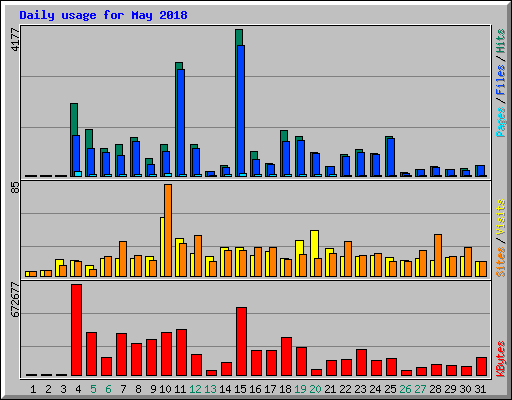 Daily usage for May 2018
4177
Pages/Files/Hits
85
Sites/Visits
672677
KBytes
1 2 3 4 5 6 7 8 9 10 11 12 13 14 15 16 17 18 19 20 21 22 23 24 25 26 27 28 29 30 31